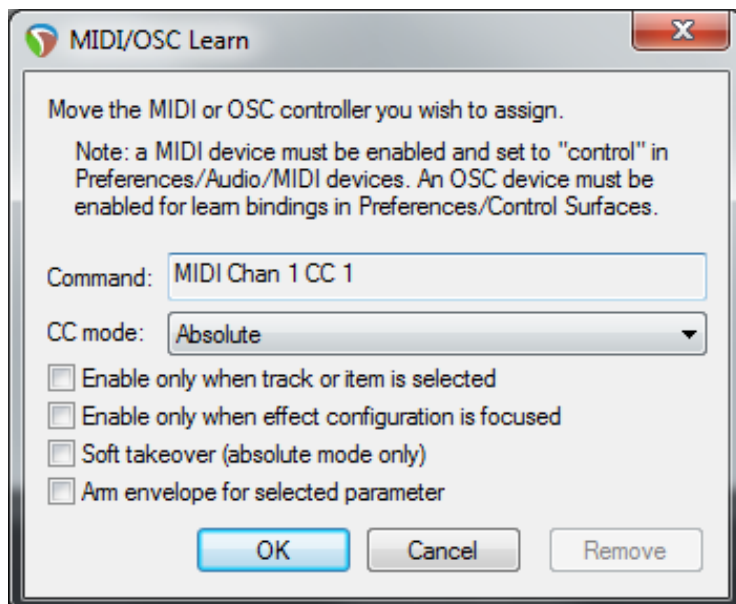 MIDI/OSC Learn
Move the MIDI or OSC controller you wish to assign.
Note: a MIDI device must be enabled and set to "control" in
Preferences/Audio/MIDI devices. An OSC device must be
enabled for learn bindings in Preferences/Control Surfaces.
Command: MIDI Chan 1 CC 1
CC mode: Absolute
Enable only when track or item is selected
Enable only when effect configuration is focused
Soft takeover (absolute mode only)
Arm envelope for selected parameter
OK Cancel Remove